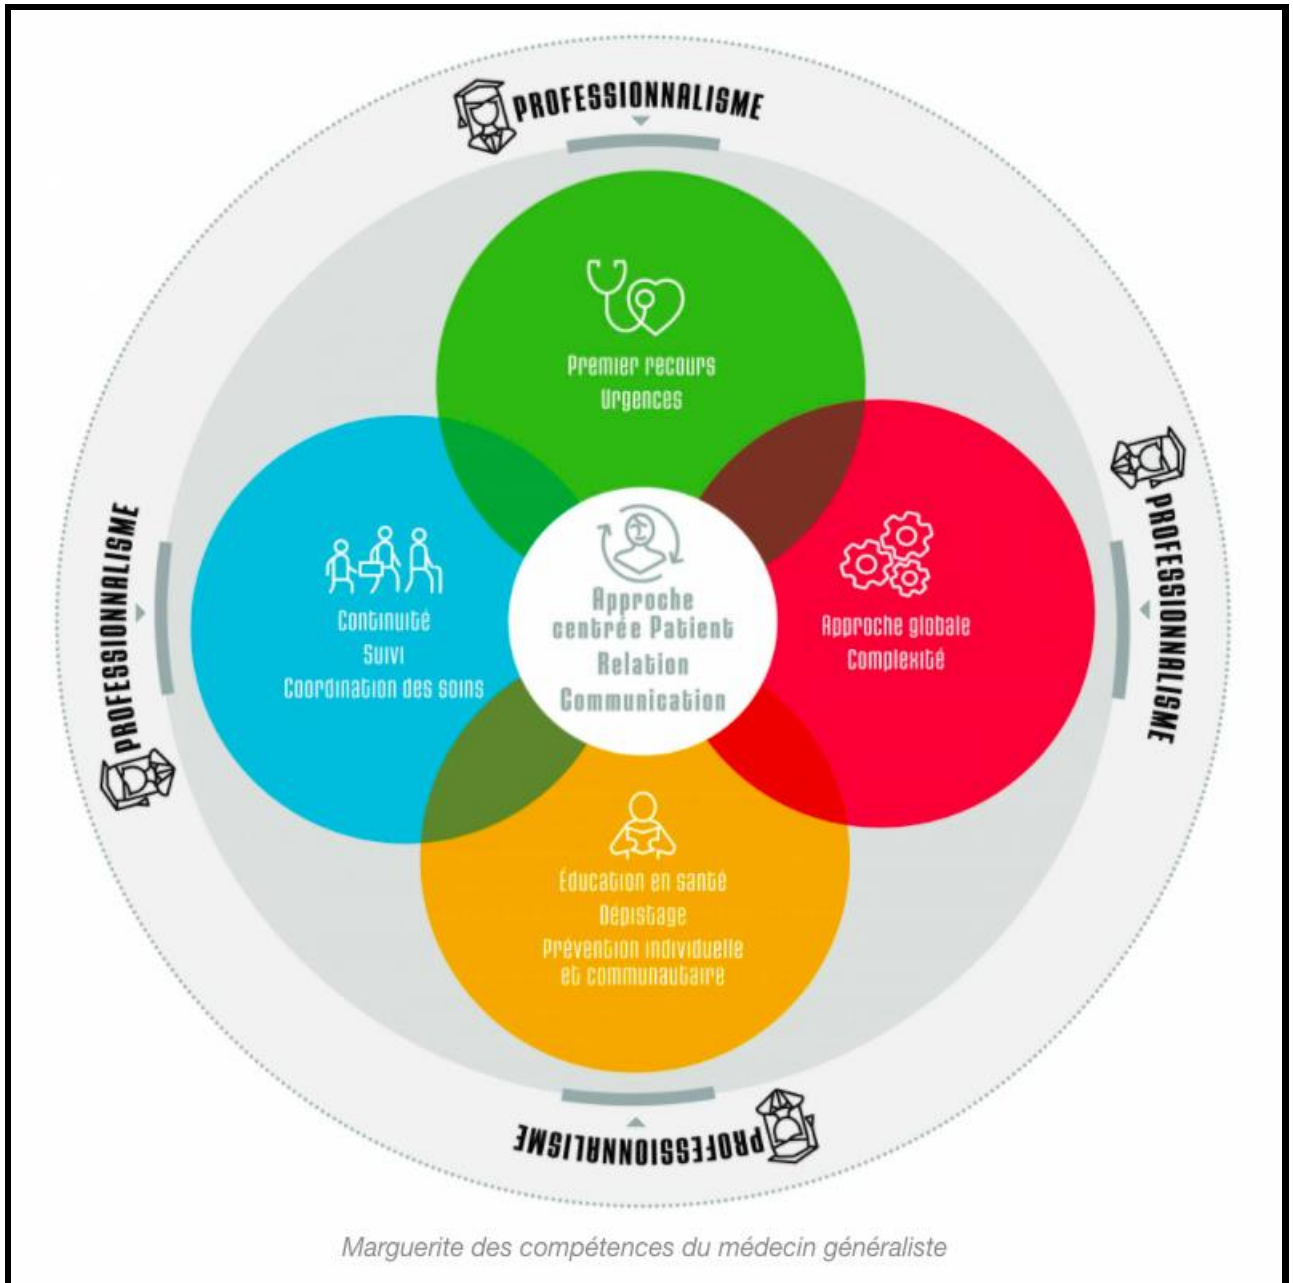 PROFESSIONNALISME
Premier recours
Urgences
PROFESSIONNALISME
Continuité
Suivi
Coordination des soins
Approche
centrée Patient
Relation
Communication
Approche globale
Complexité
PROFESSIONNALISME
Éducation en santé
Dépistage
Prévention individuelle
et communautaire
PROFESSIONNALISME
Marguerite des compétences du médecin généraliste